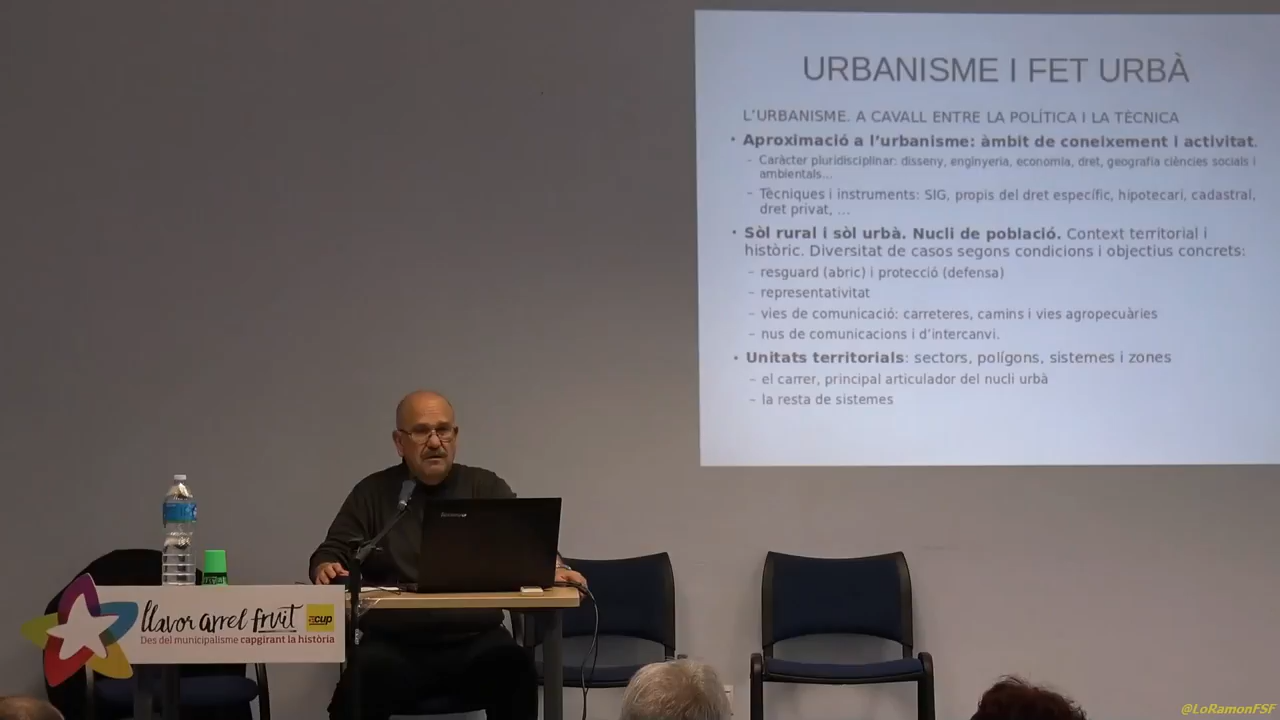 URBANISME I FET URBÀ
L’URBANISME. A CAVALL ENTRE LA POLÍTICA I LA TÈCNICA
• Aproximació a l’urbanisme: àmbit de coneixement i activitat.
– Caràcter pluridisciplinar: disseny, enginyeria, economia, dret, geografia ciències socials i
ambientals...
– Tècniques i instruments: SIG, propis del dret específic, hipotecari, cadastral,
dret privat, ...
• Sòl rural i sòl urbà. Nucli de població. Context territorial i
històric. Diversitat de casos segons condicions i objectius concrets:
– resguard (abric) i protecció (defensa)
– representativitat
– vies de comunicació: carreteres, camins i vies agropecuàries
– nus de comunicacions i d’intercanvi.
• Unitats territorials: sectors, polígons, sistemes i zones
– el carrer, principal articulador del nucli urbà
– la resta de sistemes
llavor arrel fruit
cup
Des del municipalisme capgirant la història
@LoRamonFSF